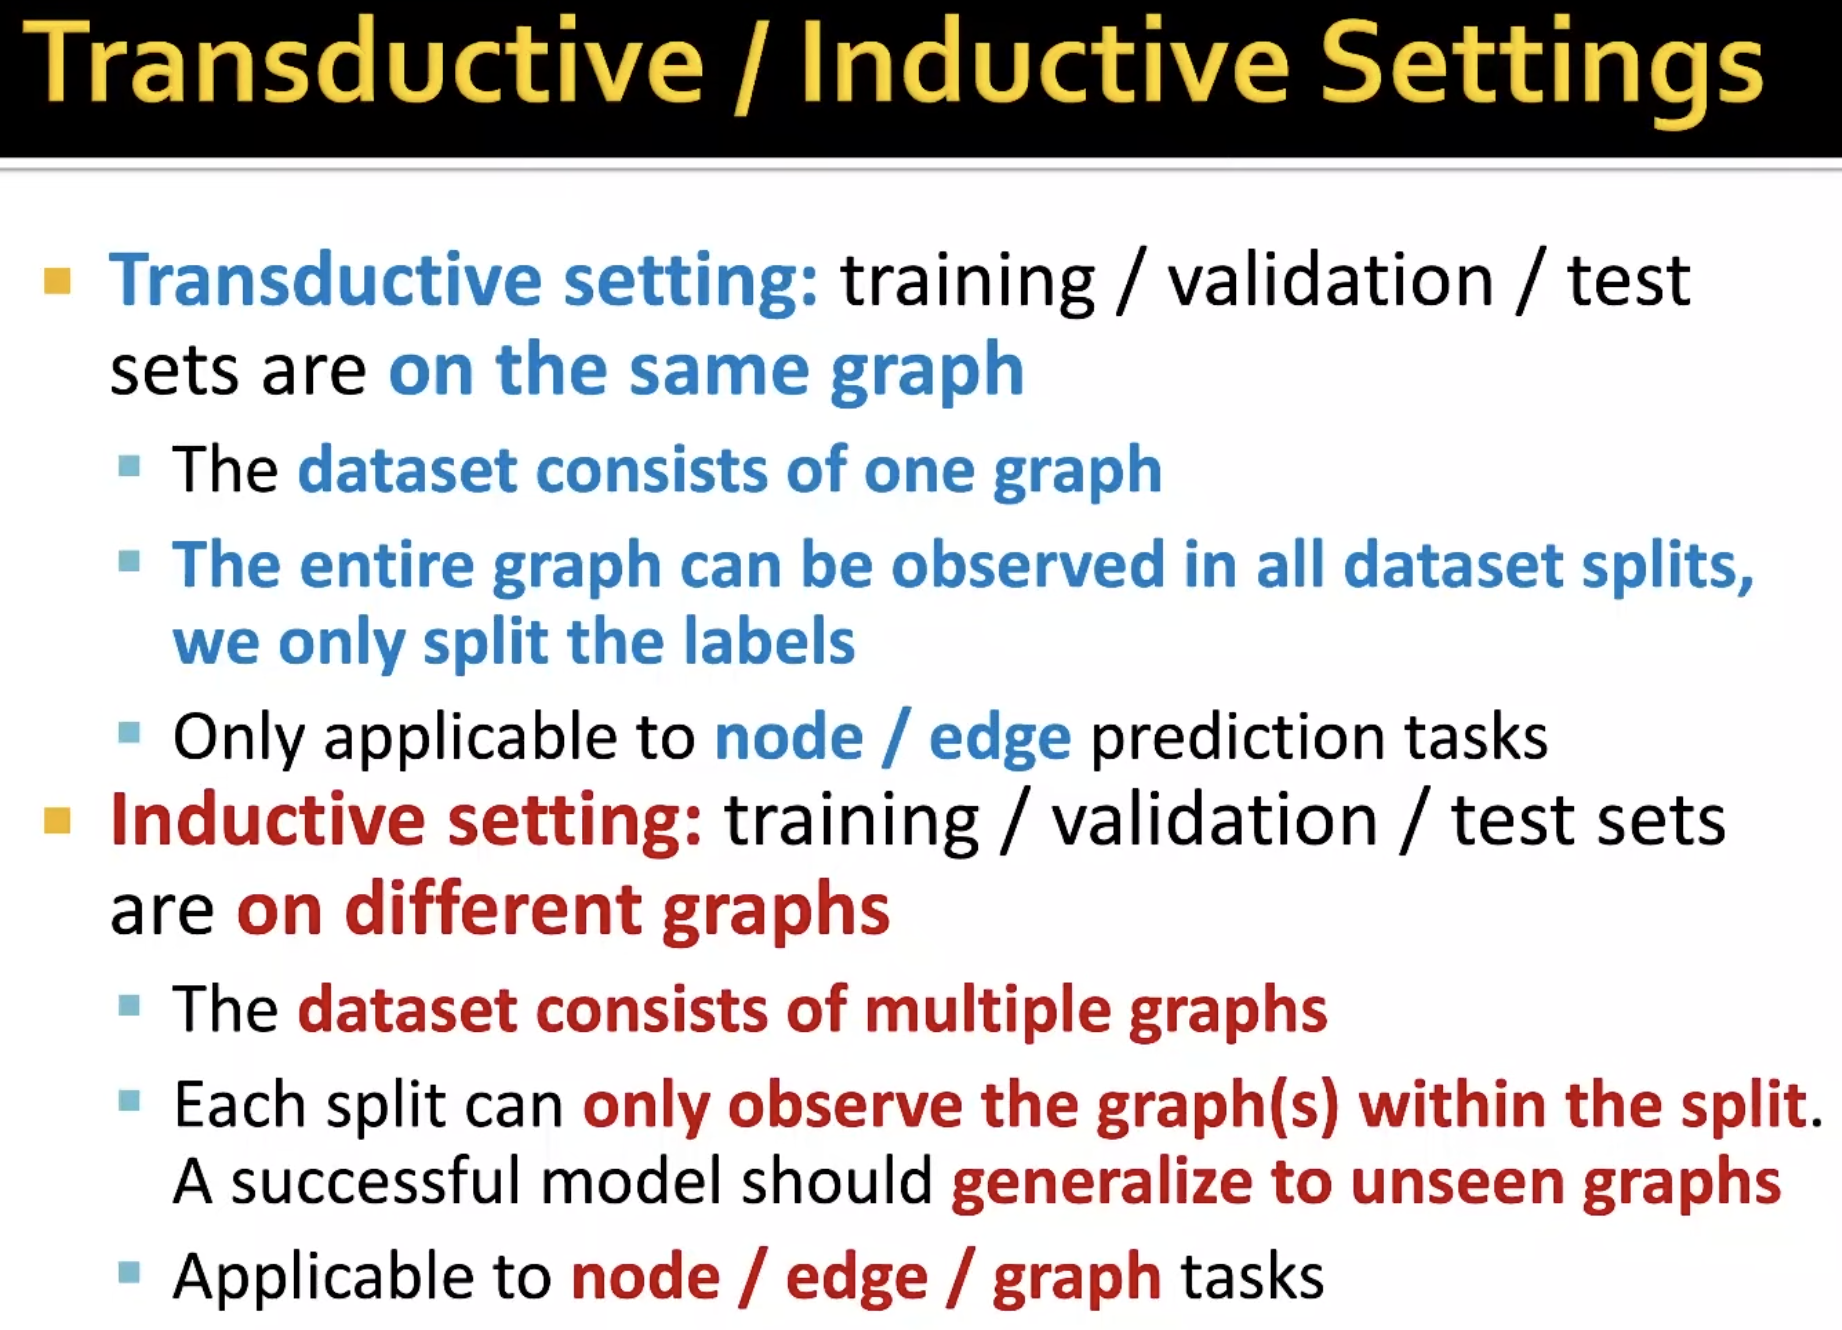 Transductive / Inductive Settings
Transductive setting: training / validation / test
sets are on the same graph
The dataset consists of one graph
The entire graph can be observed in all dataset splits,
we only split the labels
Only applicable to node / edge prediction tasks
Inductive setting: training / validation / test sets
are on different graphs
The dataset consists of multiple graphs
Each split can only observe the graph(s) within the split.
A successful model should generalize to unseen graphs
Applicable to node / edge / graph tasks